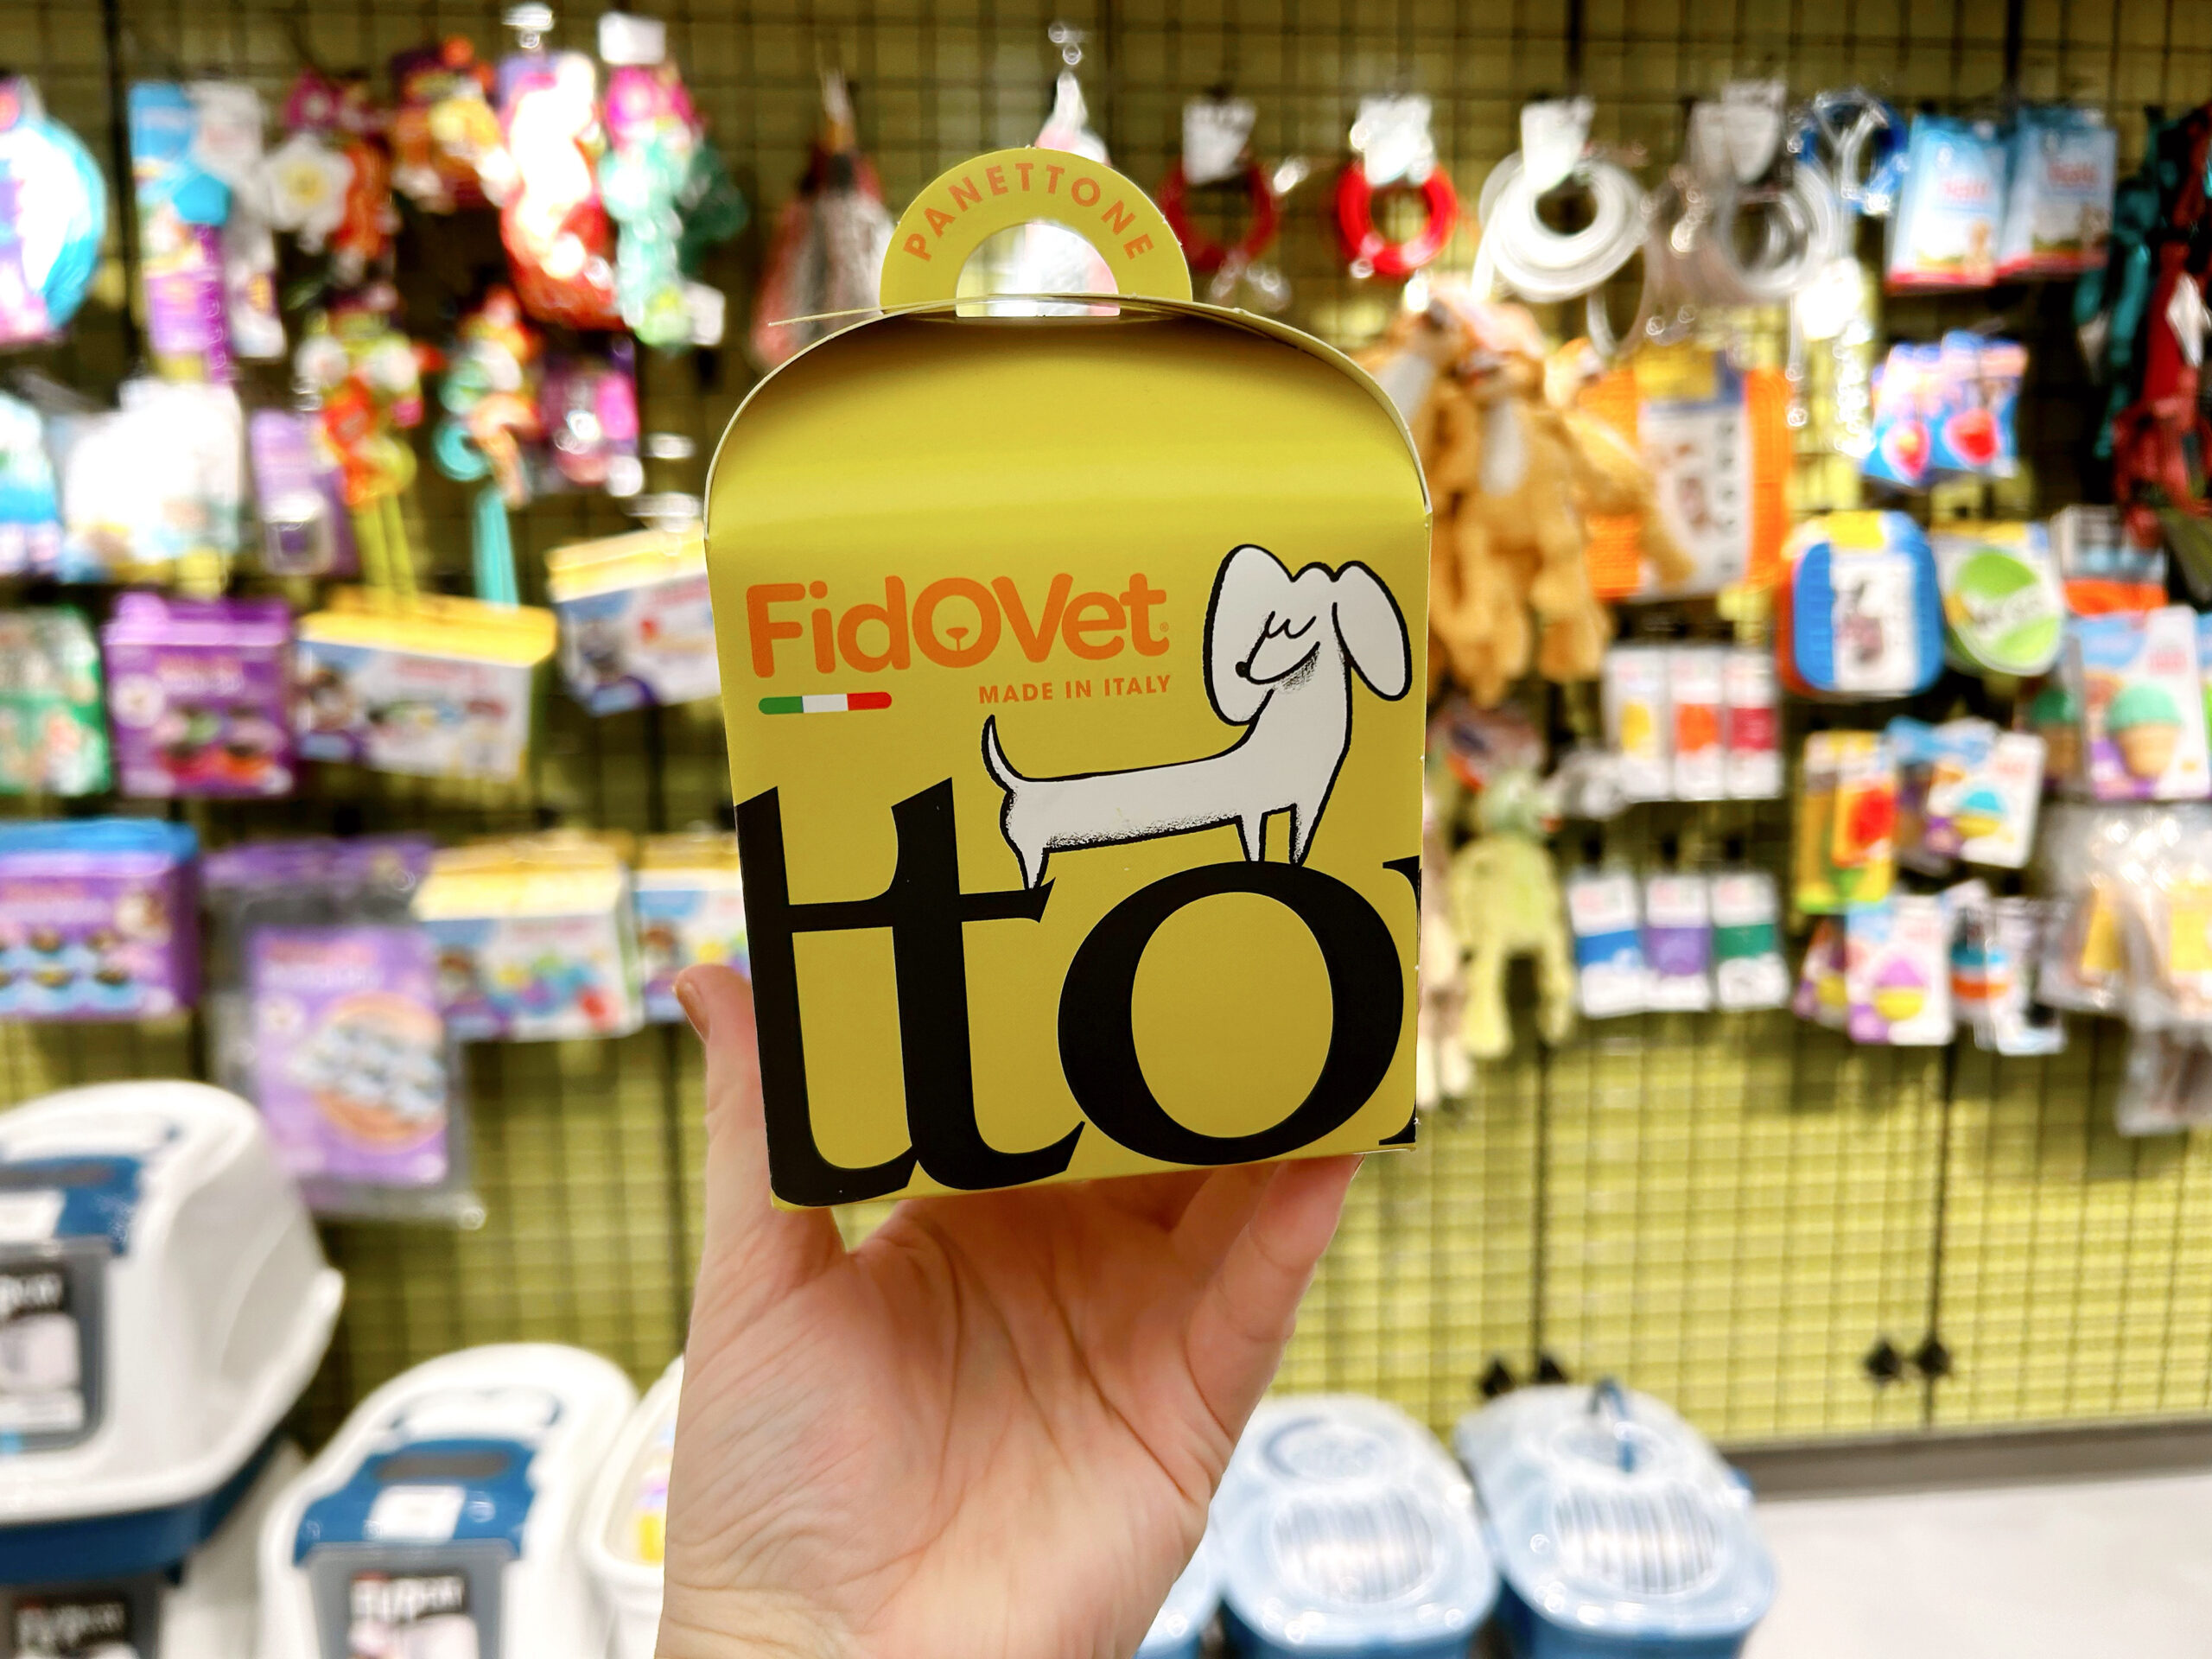 PANETTONE
FidOVet
MADE IN ITALY
tto